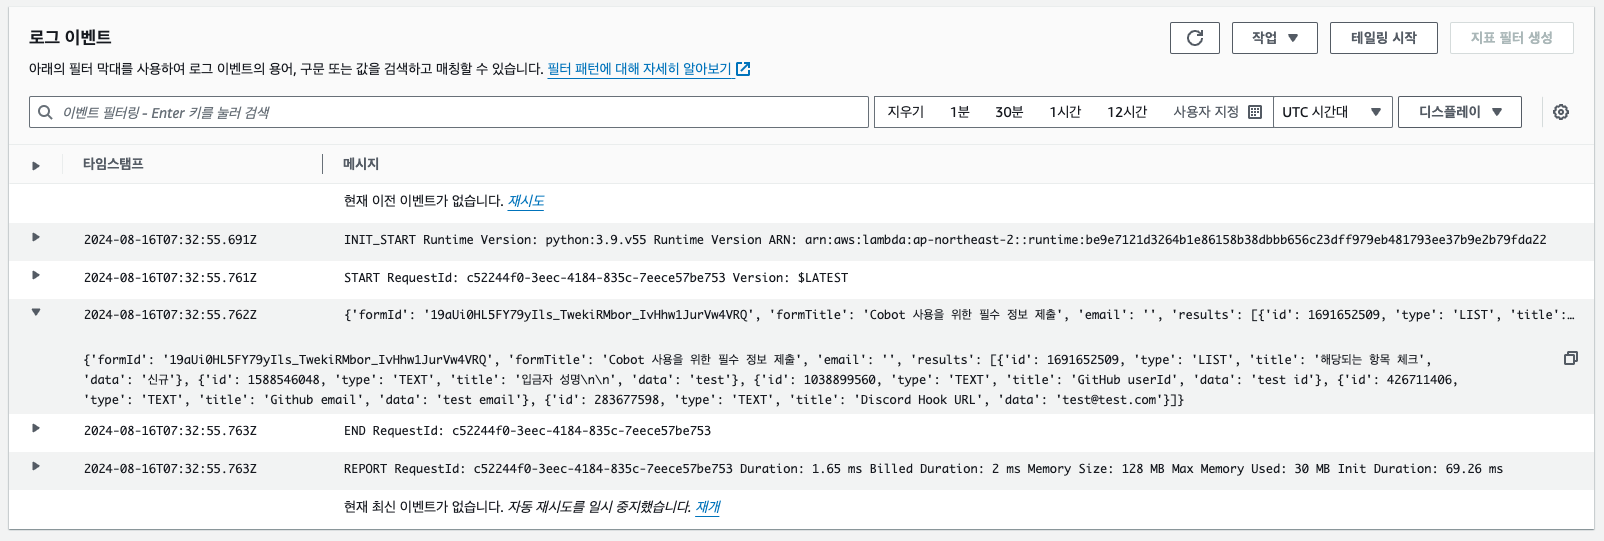 로그 이벤트
작업
테일링 시작
지표 필터 생성
아래의 필터 막대를 사용하여 로그 이벤트의 용어, 구문 또는 값을 검색하고 매칭할 수 있습니다. 필터 패턴에 대해 자세히 알아보기
이벤트 필터링 - Enter 키를 눌러 검색
지우기 1분 30분 1시간 12시간 사용자 지정 UTC 시간대 디스플레이
타임스탬프 메시지
현재 이전 이벤트가 없습니다. 재시도
2024-08-16T07:32:55.691Z INIT_START Runtime Version: python:3.9.v55 Runtime Version ARN: arn:aws:lambda:ap-northeast-2::runtime:be9e7121d3264b1e86158b38dbbb656c23dff979eb481793ee37b9e2b79fda22
2024-08-16T07:32:55.761Z START RequestId: c52244f0-3eec-4184-835c-7eece57be753 Version: $LATEST
2024-08-16T07:32:55.762Z {'formId': '19aUi0HL5FY79yIls_TwekiRMbor_IvHhw1JurVw4VRQ', 'formTitle': 'Cobot 사용을 위한 필수 정보 제출', 'email': '', 'results': [{'id': 1691652509, 'type': 'LIST', 'title':…
{'formId': '19aUi0HL5FY79yIls_TwekiRMbor_IvHhw1JurVw4VRQ', 'formTitle': 'Cobot 사용을 위한 필수 정보 제출', 'email': '', 'results': [{'id': 1691652509, 'type': 'LIST', 'title': '해당되는 항목 체크',
'data': '신규'}, {'id': 1588546048, 'type': 'TEXT', 'title': '입금자 성명\n\n', 'data': 'test'}, {'id': 1038899560, 'type': 'TEXT', 'title': 'GitHub userId', 'data': 'test id'}, {'id': 426711406,
'type': 'TEXT', 'title': 'Github email', 'data': 'test email'}, {'id': 283677598, 'type': 'TEXT', 'title': 'Discord Hook URL', 'data': 'test@test.com'}]}
2024-08-16T07:32:55.763Z END RequestId: c52244f0-3eec-4184-835c-7eece57be753
2024-08-16T07:32:55.763Z REPORT RequestId: c52244f0-3eec-4184-835c-7eece57be753 Duration: 1.65 ms Billed Duration: 2 ms Memory Size: 128 MB Max Memory Used: 30 MB Init Duration: 69.26 ms
현재 최신 이벤트가 없습니다. 자동 재시도를 일시 중지했습니다. 재개